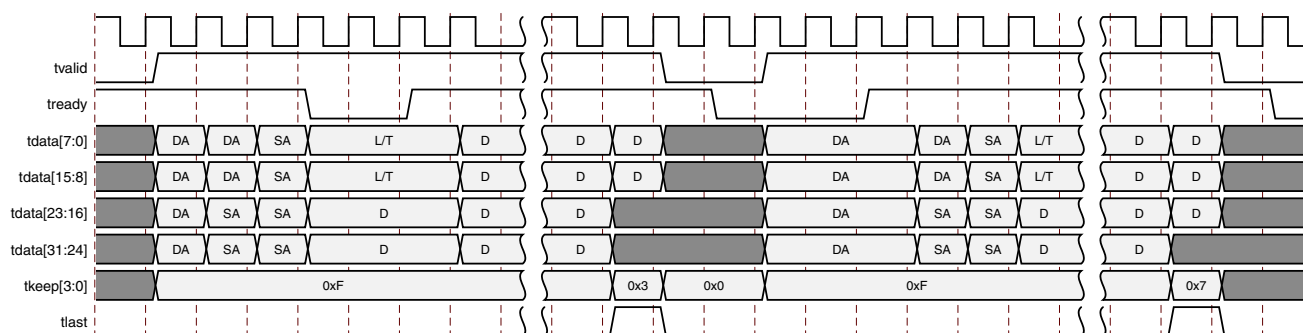 tvalid
tready
tdata[7:0] DA DA SA L/T D D D DA DA SA L/T D D
tdata[15:8] DA DA SA L/T D D D DA DA SA L/T D D
tdata[23:16] DA SA SA D D D DA SA SA D D D
tdata[31:24] DA SA SA D D D DA SA SA D D
tkeep[3:0] 0xF 0x3 0x0 0xF 0x7
tlast